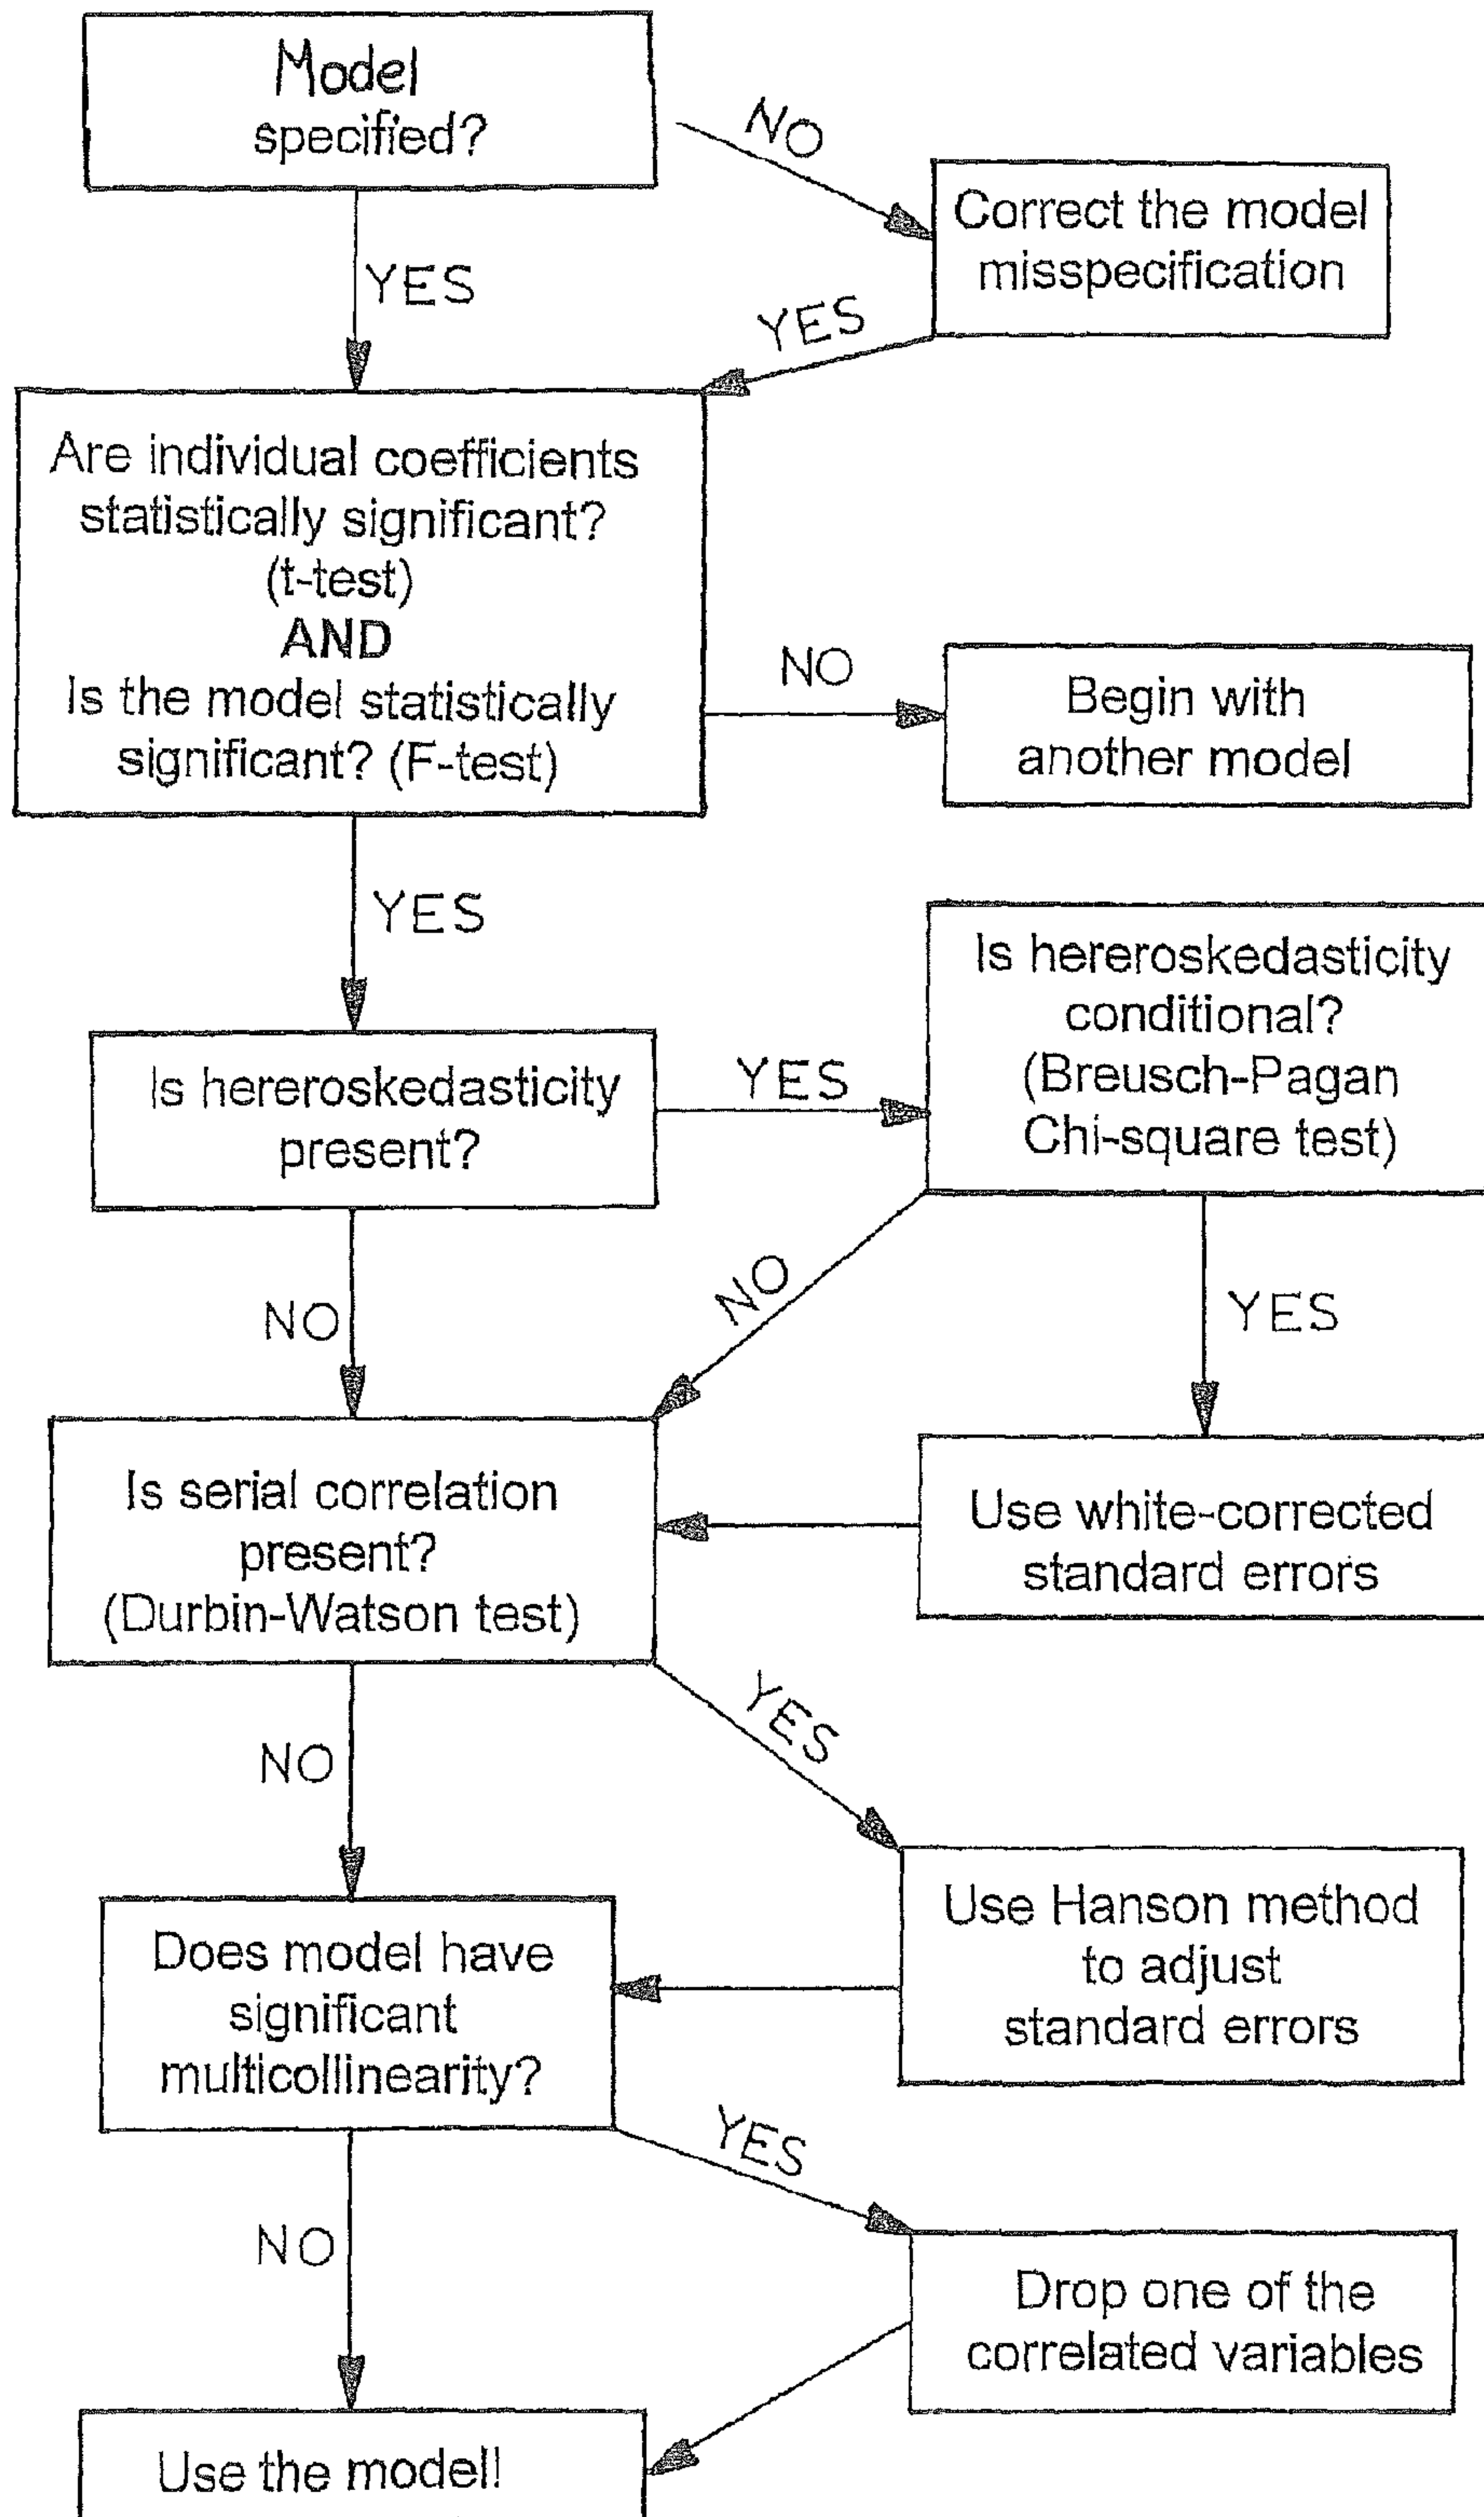 Model
specified?
NO
Correct the model
misspecification
YES
YES
Are individual coefficients
statistically significant?
(t-test)
AND
Is the model statistically
significant? (F-test)
NO
Begin with
another model
YES
Is hereroskedasticity
present?
YES
Is hereroskedasticity
conditional?
(Breusch-Pagan
Chi-square test)
NO
NO
YES
Is serial correlation
present?
(Durbin-Watson test)
Use white-corrected
standard errors
NO
YES
Use Hanson method
to adjust
standard errors
Does model have
significant
multicollinearity?
YES
NO
Drop one of the
correlated variables
Use the model!